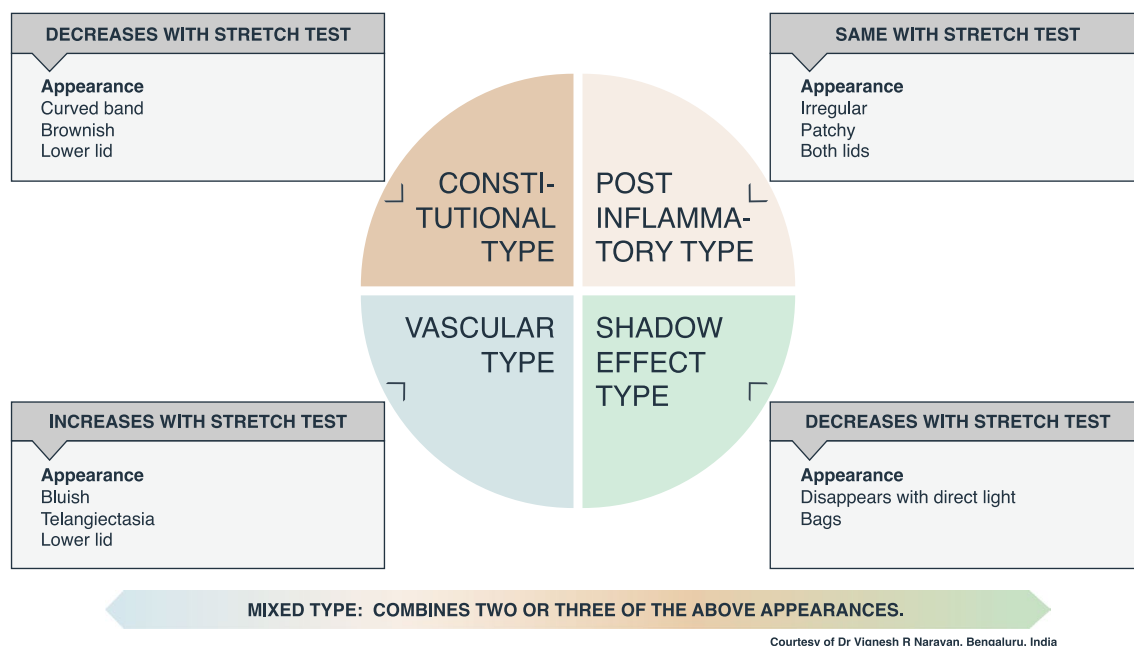 DECREASES WITH STRETCH TEST
Appearance
Curved band
Brownish
Lower lid
SAME WITH STRETCH TEST
Appearance
Irregular
Patchy
Both lids
CONSTI-
TUTIONAL
TYPE
POST
INFLAMMA-
TORY TYPE
VASCULAR
TYPE
SHADOW
EFFECT
TYPE
INCREASES WITH STRETCH TEST
Appearance
Bluish
Telangiectasia
Lower lid
DECREASES WITH STRETCH TEST
Appearance
Disappears with direct light
Bags
MIXED TYPE: COMBINES TWO OR THREE OF THE ABOVE APPEARANCES.
Courtesy of Dr Vignesh R Narayan, Bengaluru, India